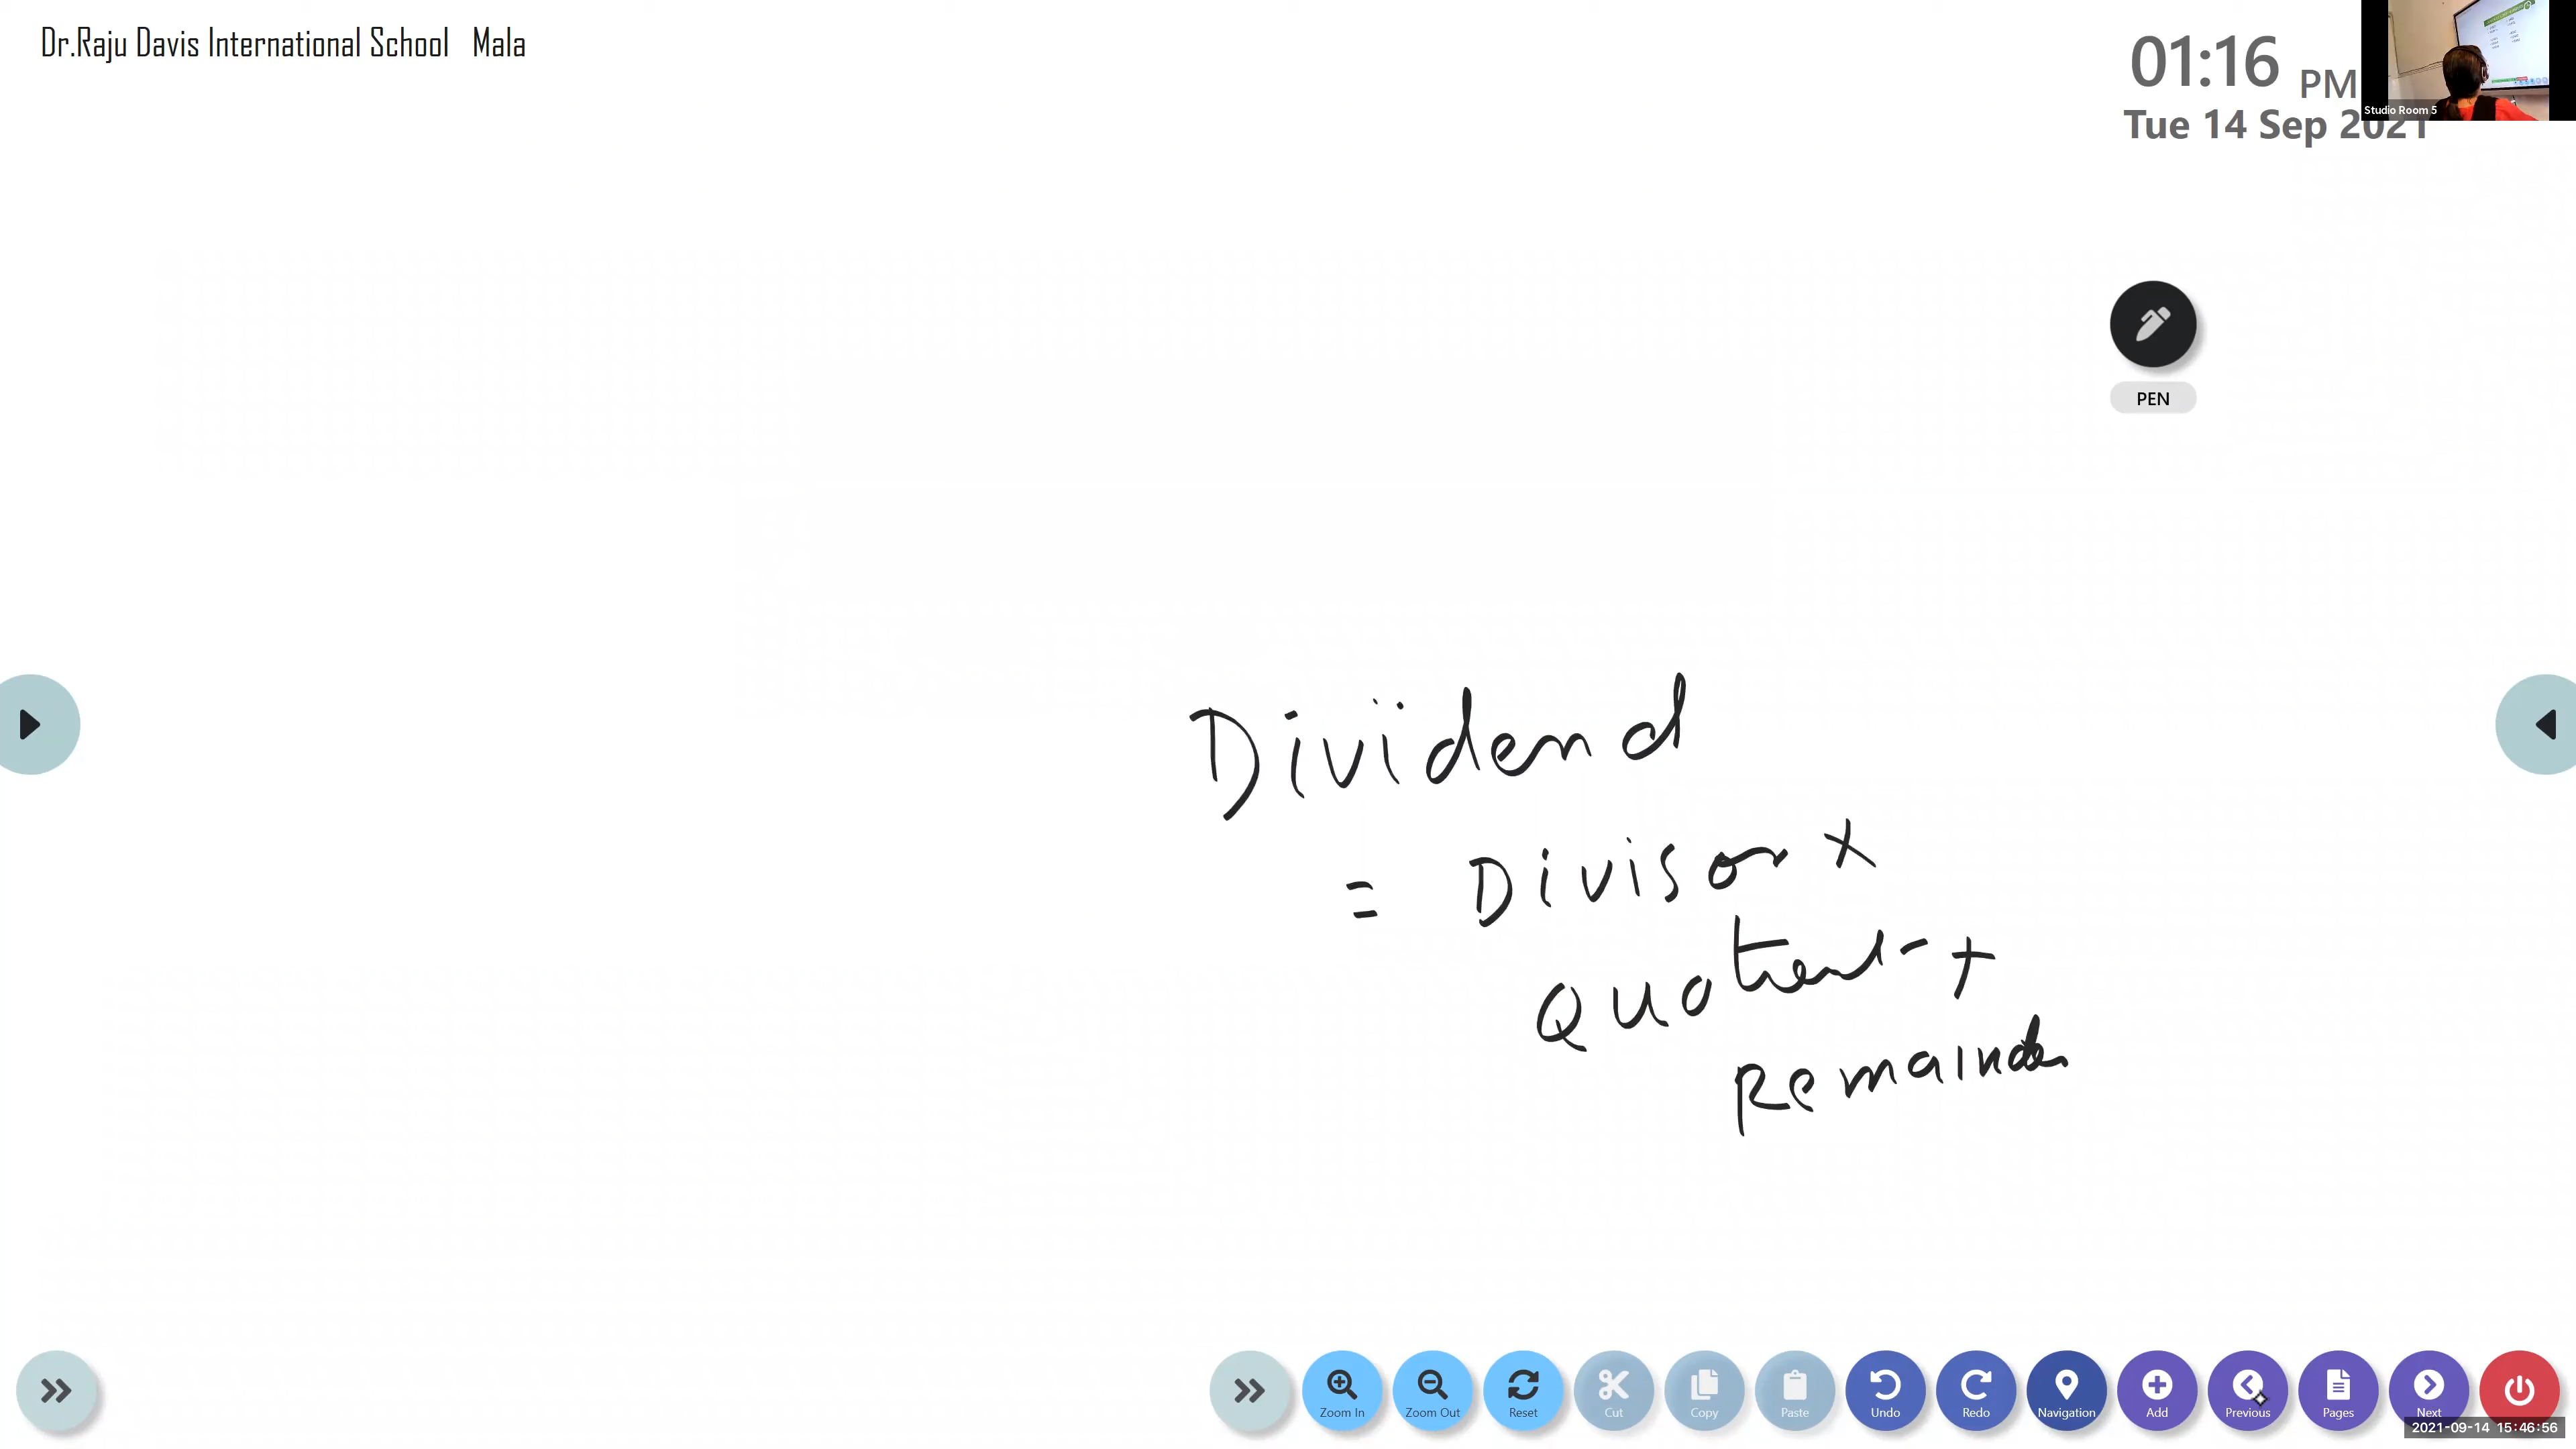 Dr.Raju Davis International School Mala
01:16 PM
Tue 14 Sep 2021
Studio Room 5
PEN
Dividend
= Divisor x
Quotient +
Remainder
Zoom In Zoom Out Reset Cut Copy Paste Undo Redo Navigation Add Previous Pages Next
2021-09-14 15:46:56